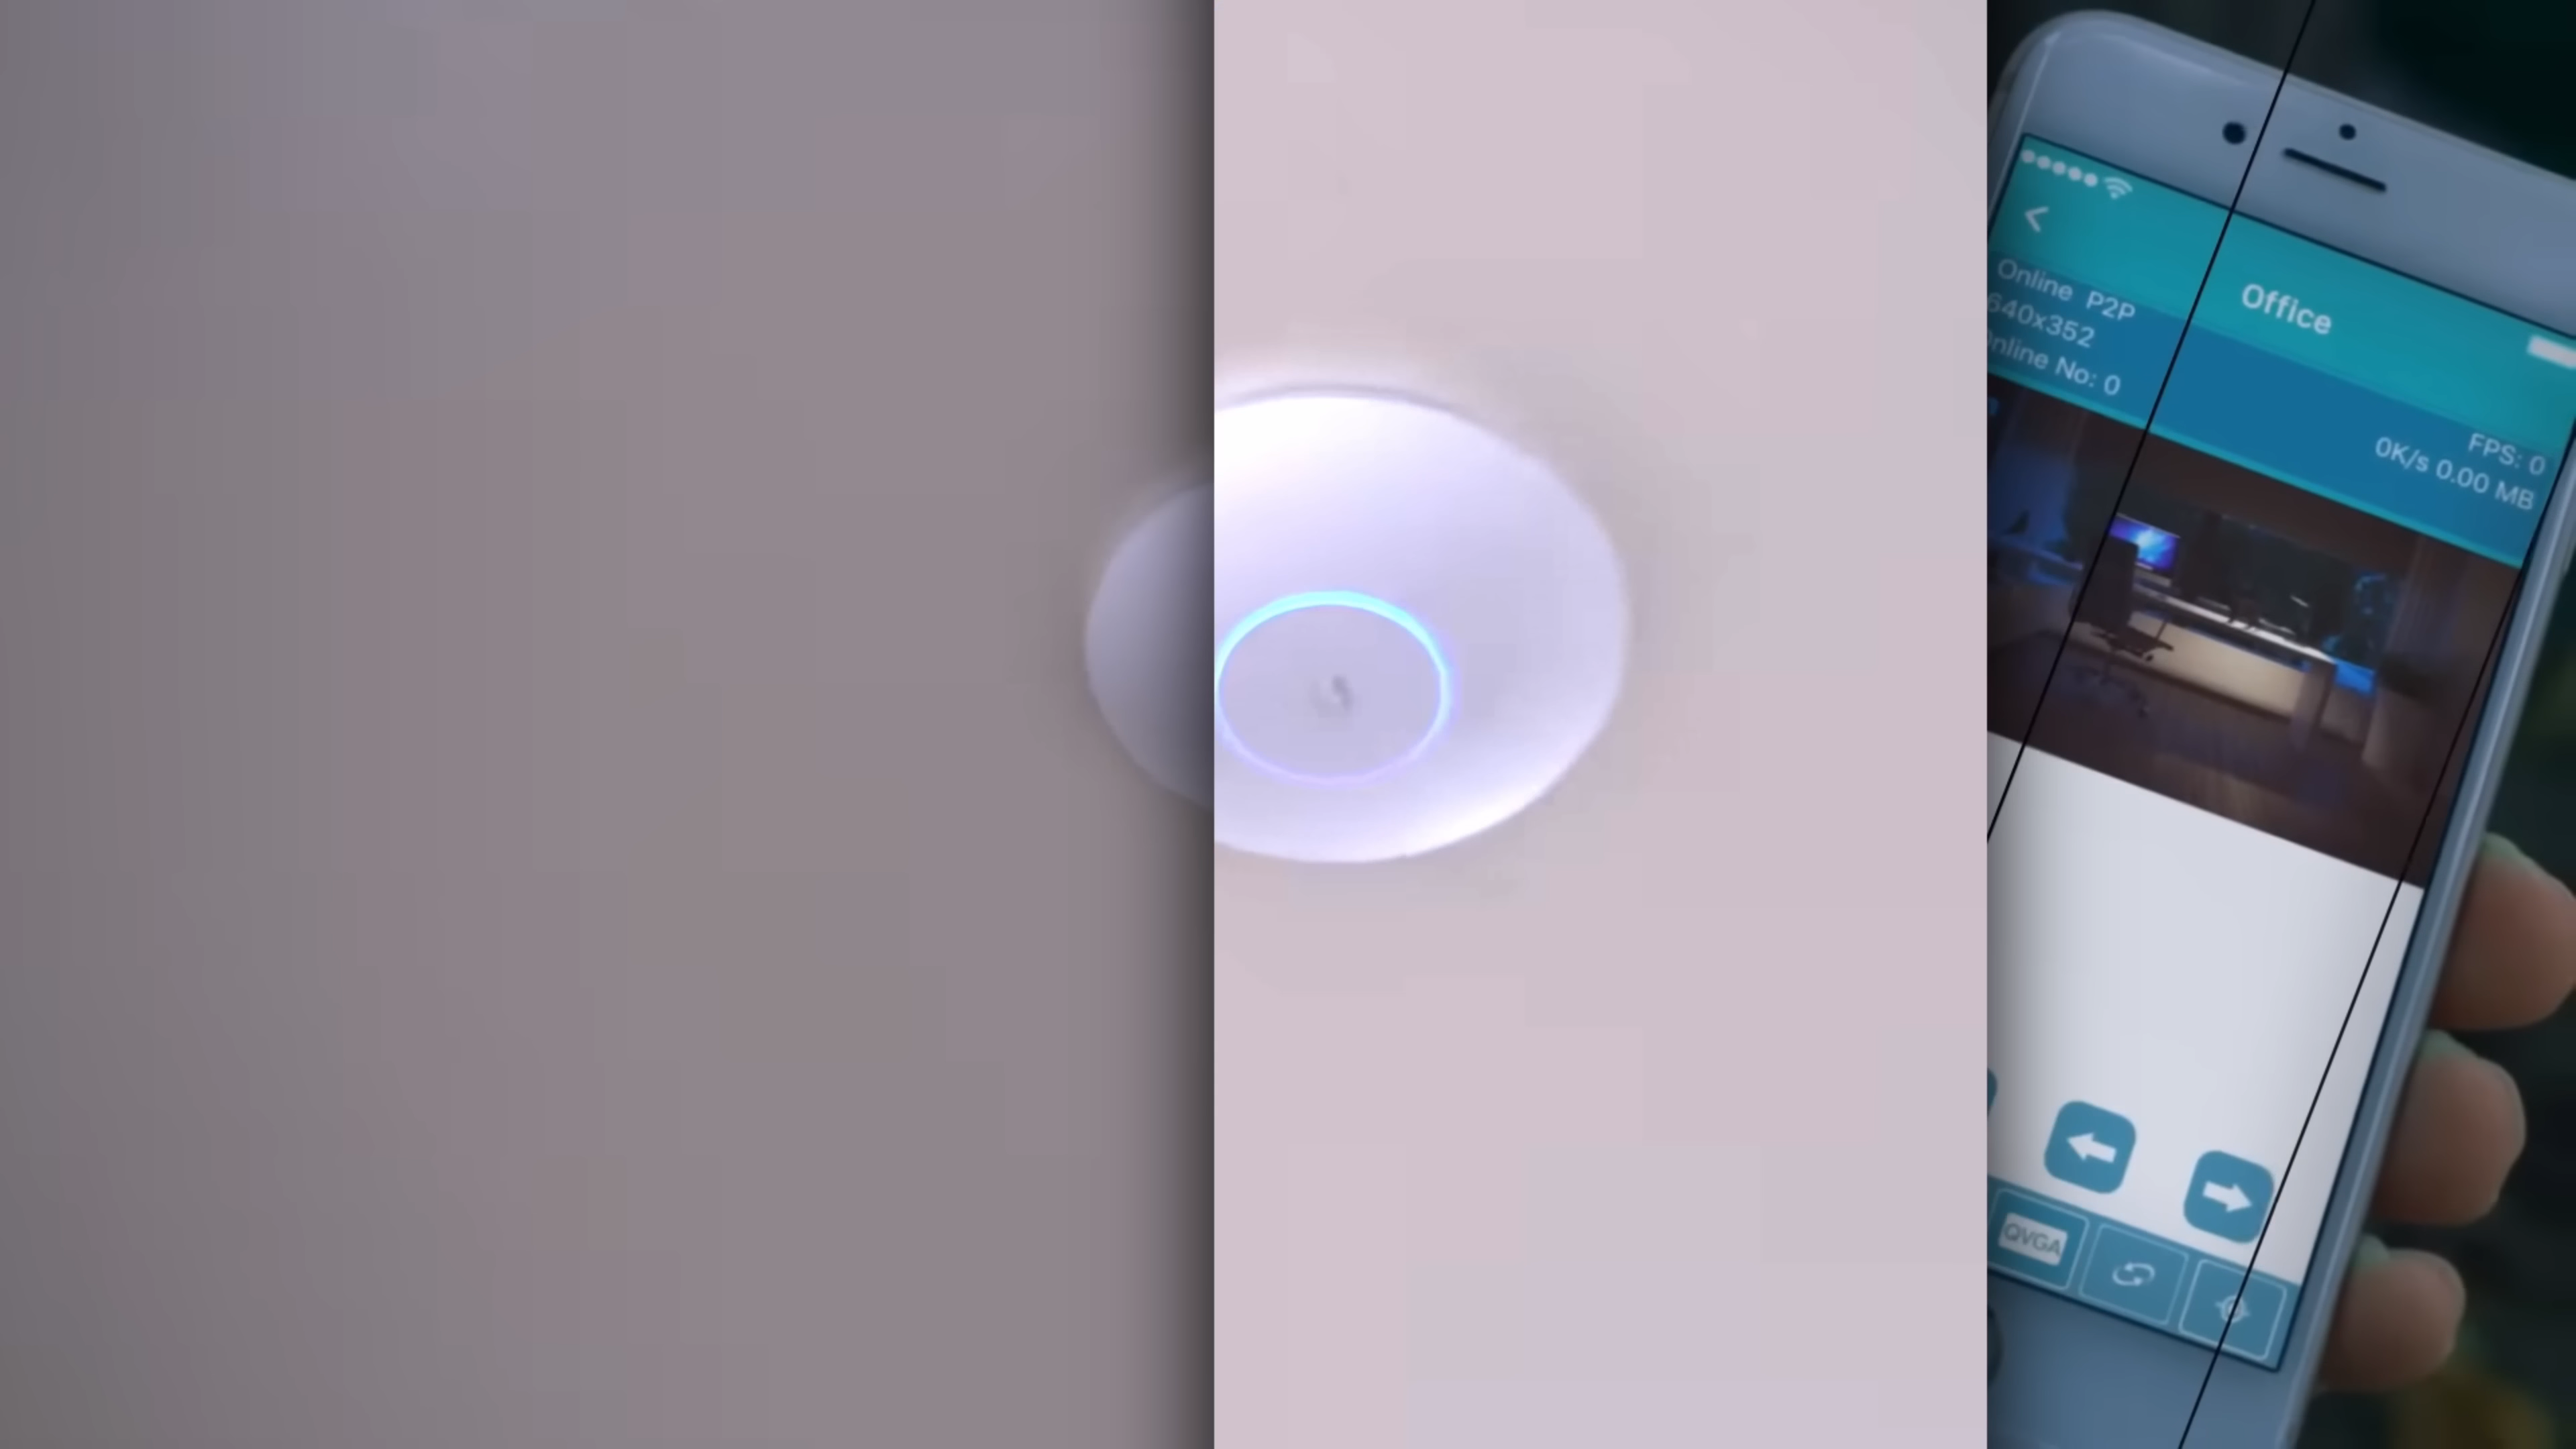 Office
Online P2P
640x352
Online No: 0
FPS: 0
0K/s 0.00 MB
QVGA